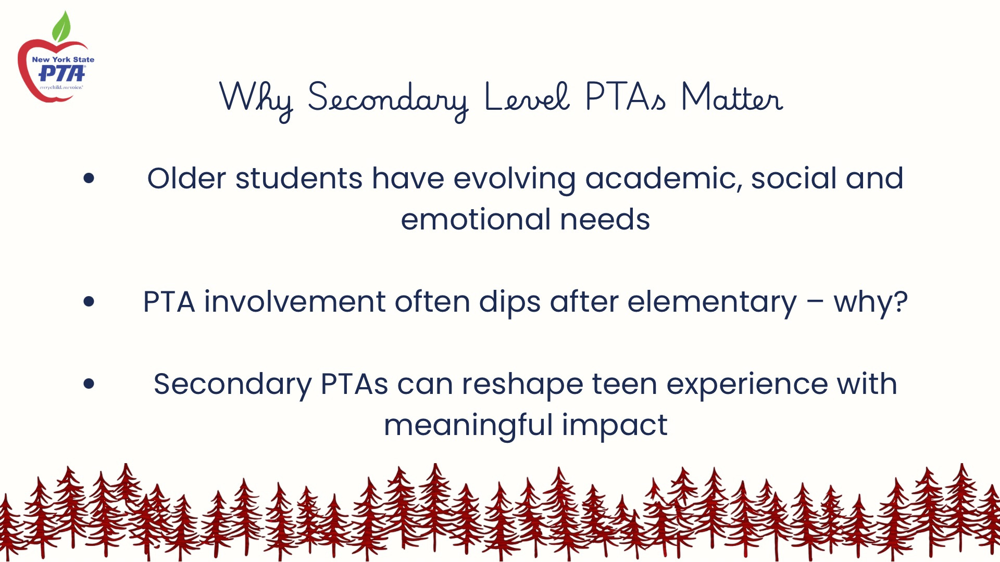 New York State
PTA®
everychild. onevoice.®
Why Secondary Level PTAs Matter
• Older students have evolving academic, social and
emotional needs
• PTA involvement often dips after elementary – why?
• Secondary PTAs can reshape teen experience with
meaningful impact